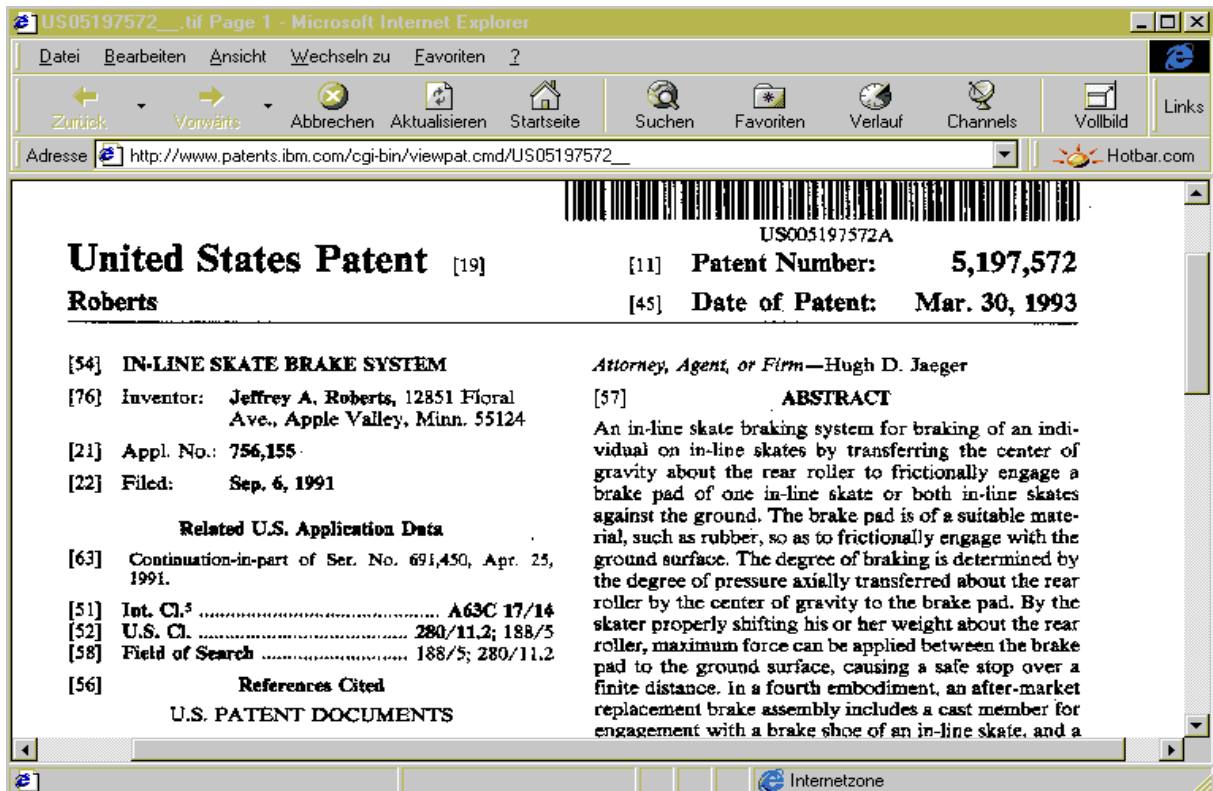 US05197572__.tif Page 1 - Microsoft Internet Explorer
Datei Bearbeiten Ansicht Wechseln zu Favoriten ?
Zurück Vorwärts Abbrechen Aktualisieren Startseite Suchen Favoriten Verlauf Channels Vollbild Links
Adresse http://www.patents.ibm.com/cgi-bin/viewpat.cmd/US05197572__ Hotbar.com
US005197572A
United States Patent [19]
Roberts
[11] Patent Number: 5,197,572
[45] Date of Patent: Mar. 30, 1993
[54] IN-LINE SKATE BRAKE SYSTEM
[76] Inventor: Jeffrey A. Roberts, 12851 Floral
Ave., Apple Valley, Minn. 55124
[21] Appl. No.: 756,155
[22] Filed: Sep. 6, 1991
Related U.S. Application Data
[63] Continuation-in-part of Ser. No. 691,450, Apr. 25,
1991.
[51] Int. Cl.⁵ ........................................ A63C 17/14
[52] U.S. Cl. ................................... 280/11.2; 188/5
[58] Field of Search ........................ 188/5; 280/11.2
[56] References Cited
U.S. PATENT DOCUMENTS
Attorney, Agent, or Firm—Hugh D. Jaeger
[57] ABSTRACT
An in-line skate braking system for braking of an indi-
vidual on in-line skates by transferring the center of
gravity about the rear roller to frictionally engage a
brake pad of one in-line skate or both in-line skates
against the ground. The brake pad is of a suitable mate-
rial, such as rubber, so as to frictionally engage with the
ground surface. The degree of braking is determined by
the degree of pressure axially transferred about the rear
roller by the center of gravity to the brake pad. By the
skater properly shifting his or her weight about the rear
roller, maximum force can be applied between the brake
pad to the ground surface, causing a safe stop over a
finite distance. In a fourth embodiment, an after-market
replacement brake assembly includes a cast member for
engagement with a brake shoe of an in-line skate, and a
Internetzone